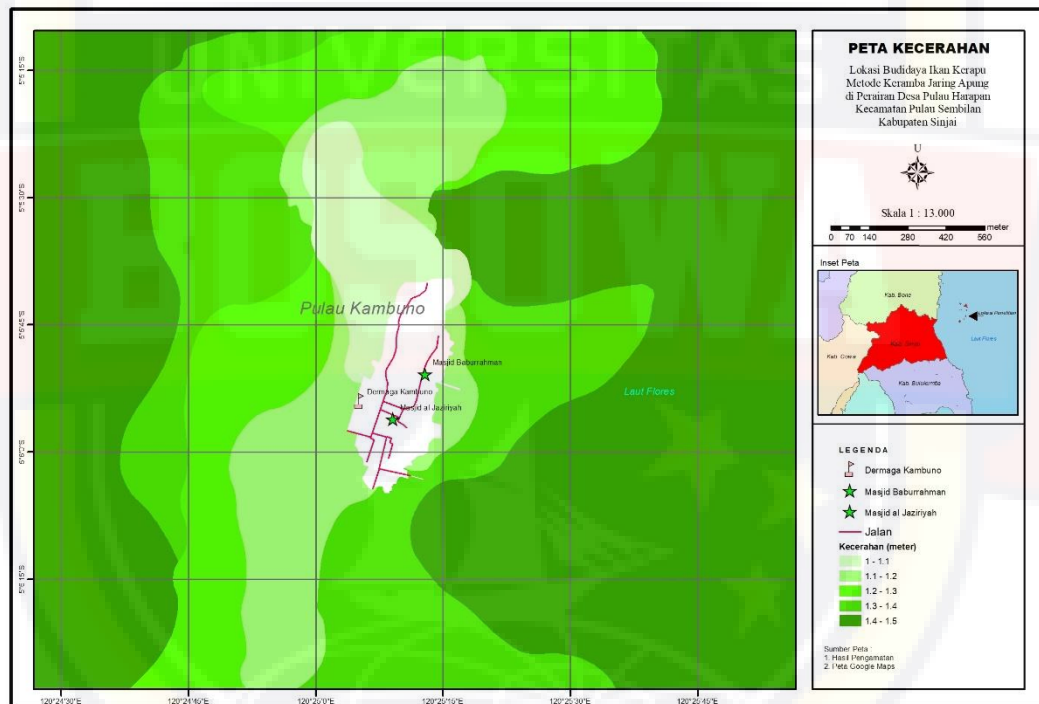 PETA KECERAHAN
Lokasi Budidaya Ikan Kerapu
Metode Keramba Jaring Apung
di Perairan Desa Pulau Harapan
Kecamatan Pulau Sembilan
Kabupaten Sinjai
U
Skala 1 : 13.000
meter
0 70 140 280 420 560
Inset Peta
Kab. Bone
Laut Flores
Kab. Gowa
Kab. Bulukumba
LEGENDA
Dermaga Kambuno
Masjid Baburrahman
Masjid al Jaziriyah
Jalan
Kecerahan (meter)
1 - 1.1
1.1 - 1.2
1.2 - 1.3
1.3 - 1.4
1.4 - 1.5
Sumber Peta :
1. Hasil Pengamatan
2. Peta Google Maps
UNIVERSITAS
BOSOWA
Pulau Kambuno
Masjid Baburrahman
Dermaga Kambuno
Masjid al Jaziriyah
Laut Flores
5°5'15"S
5°5'30"S
5°5'45"S
5°6'0"S
5°6'15"S
120°24'30"E
120°24'45"E
120°25'0"E
120°25'15"E
120°25'30"E
120°25'45"E